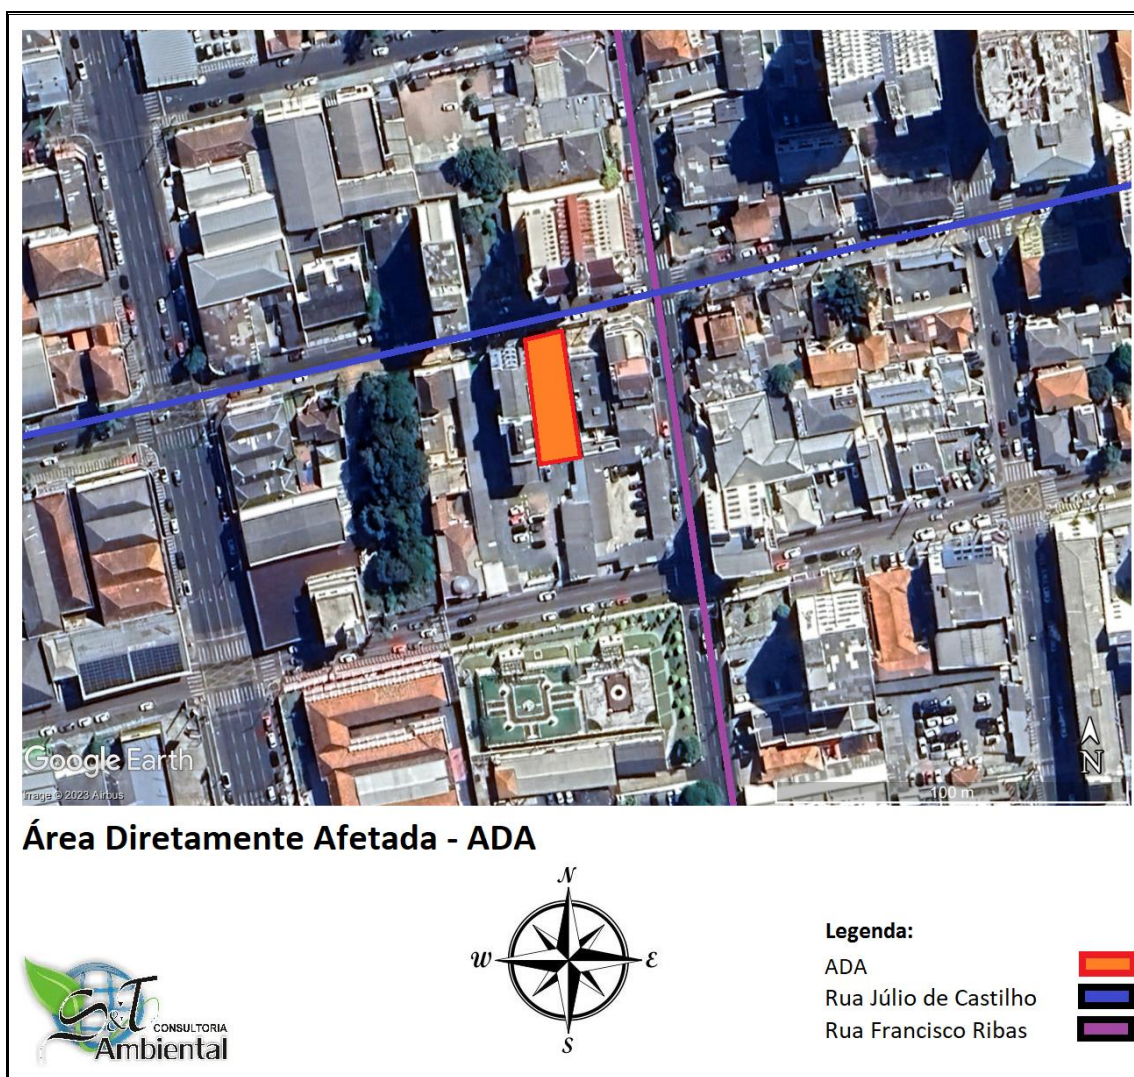 Google Earth
Image © 2023 Airbus
N
100 m
Área Diretamente Afetada - ADA
N
W
E
S
S&T
CONSULTORIA
Ambiental
Legenda:
ADA
Rua Júlio de Castilho
Rua Francisco Ribas